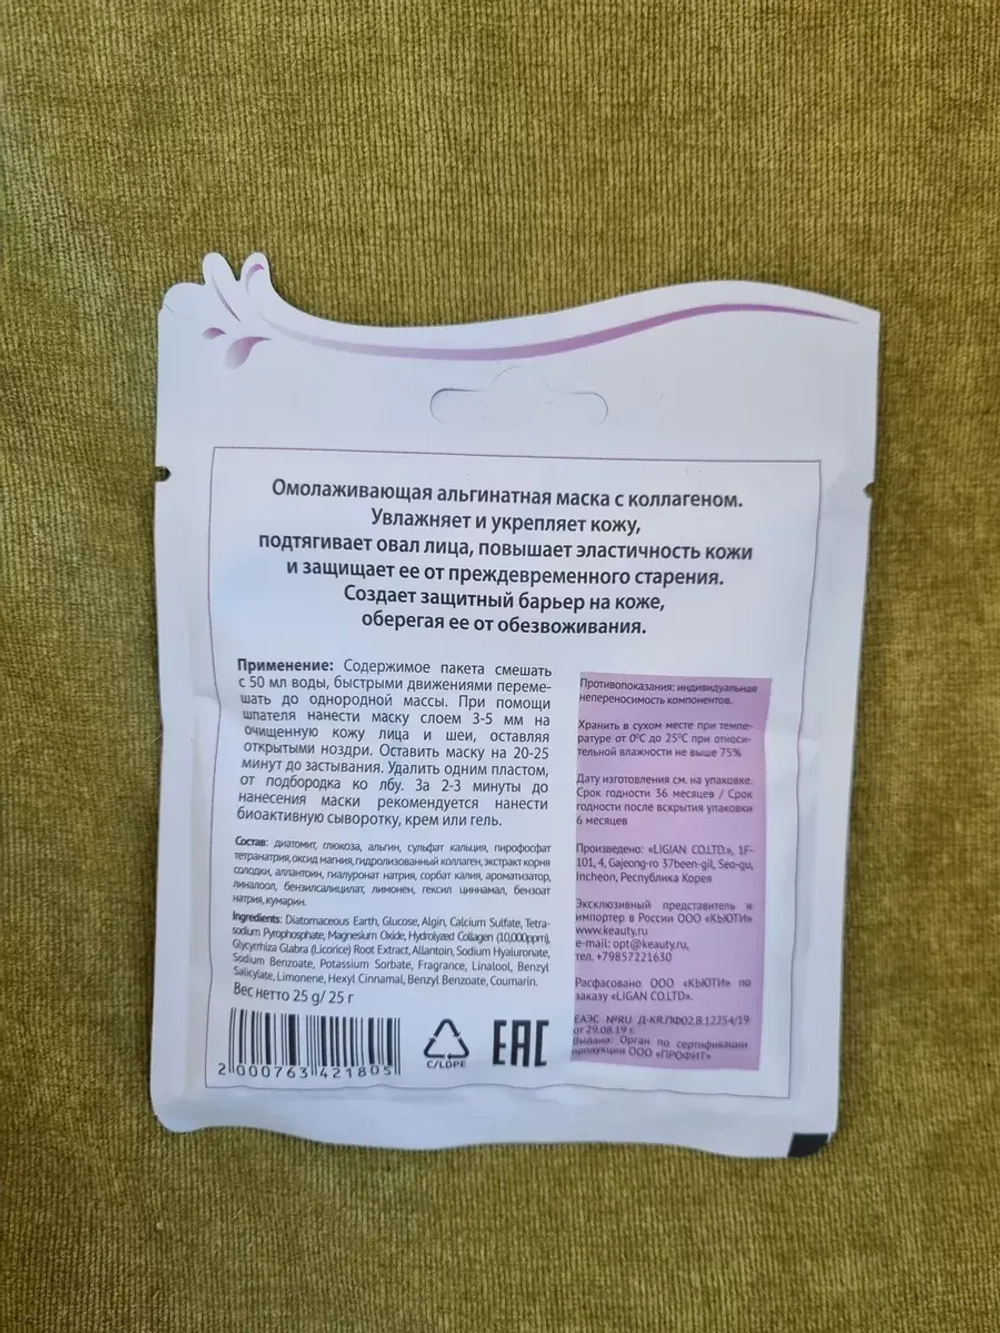 Омолаживающая альгинатная маска с коллагеном.
Увлажняет и укрепляет кожу,
подтягивает овал лица, повышает эластичность кожи
и защищает ее от преждевременного старения.
Создает защитный барьер на коже,
оберегая ее от обезвоживания.
Применение: Содержимое пакета смешать
с 50 мл воды, быстрыми движениями переме-
шать до однородной массы. При помощи
шпателя нанести маску слоем 3-5 мм на
очищенную кожу лица и шеи, оставляя
открытыми ноздри. Оставить маску на 20-25
минут до застывания. Удалить одним пластом,
от подбородка ко лбу. За 2-3 минуты до
нанесения маски рекомендуется нанести
биоактивную сыворотку, крем или гель.
Состав: диатомит, глюкоза, альгин, сульфат кальция, пирофосфат
тетранатрия, оксид магния, гидролизованный коллаген, экстракт корня
солодки, аллантоин, гиалуронат натрия, сорбат калия, ароматизатор,
линалоол, бензилсалицилат, лимонен, гексил циннамал, бензоат
натрия, кумарин.
Ingredients: Diatomaceous Earth, Glucose, Algin, Calcium Sulfate, Tetra-
sodium Pyrophosphate, Magnesium Oxide, Hydrolyzed Collagen (10,000ppm),
Glycyrrhiza Glabra (Licorice) Root Extract, Allantoin, Sodium Hyaluronate,
Sodium Benzoate, Potassium Sorbate, Fragrance, Linalool, Benzyl
Salicylate, Limonene, Hexyl Cinnamal, Benzyl Benzoate, Coumarin.
Вес нетто 25 g/ 25 г
2 000763 421805
C/LDPE
EAC
Противопоказания: индивидуальная
непереносимость компонентов.
Хранить в сухом месте при темпе-
ратуре от 0°С до 25°С при относи-
тельной влажности не выше 75%
Дату изготовления см. на упаковке.
Срок годности 36 месяцев / Срок
годности после вскрытия упаковки
6 месяцев
Произведено: «LIGIAN CO.LTD.», 1F-
101, 4, Gajeong-ro 37been-gil, Seo-gu,
Incheon, Республика Корея
Эксклюзивный представитель и
импортер в России ООО «КЬЮТИ»
www.keauty.ru
e-mail: opt@keauty.ru,
тел. +79857221630
Расфасовано ООО «КЬЮТИ» по
заказу «LIGAN CO.LTD».
ЕАЭС №RU Д-KR.ПФ02.В.12254/19
от 29.08.19 г.
Выдана: Орган по сертификации
продукции ООО «ПРОФИТ»